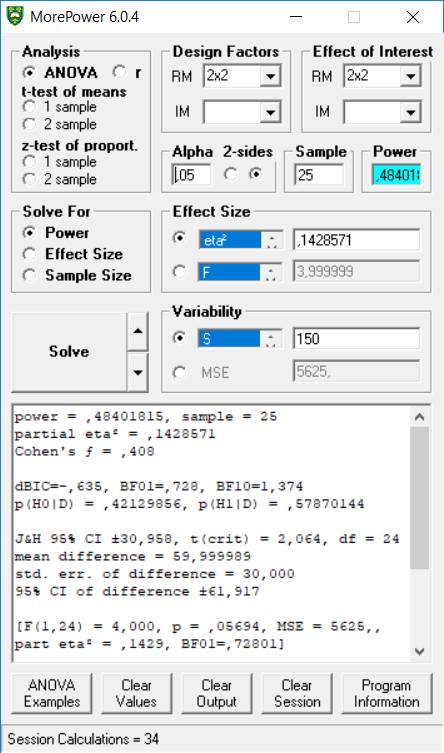 MorePower 6.0.4
Analysis
ANOVA r
t-test of means
1 sample
2 sample
z-test of proport.
1 sample
2 sample
Design Factors
RM 2x2
IM
Effect of Interest
RM 2x2
IM
Alpha 2-sides
,05
Sample
25
Power
,484018
Solve For
Power
Effect Size
Sample Size
Effect Size
eta² ,1428571
F 3,999999
Solve
Variability
S 150
MSE 5625,
power = ,48401815, sample = 25
partial eta² = ,1428571
Cohen's ƒ = ,408
dBIC=-,635, BF01=,728, BF10=1,374
p(H0|D) = ,42129856, p(H1|D) = ,57870144
J&H 95% CI ±30,958, t(crit) = 2,064, df = 24
mean difference = 59,999989
std. err. of difference = 30,000
95% CI of difference ±61,917
[F(1,24) = 4,000, p = ,05694, MSE = 5625,,
part eta² = ,1429, BF01=,72801]
ANOVA Examples
Clear Values
Clear Output
Clear Session
Program Information
Session Calculations = 34